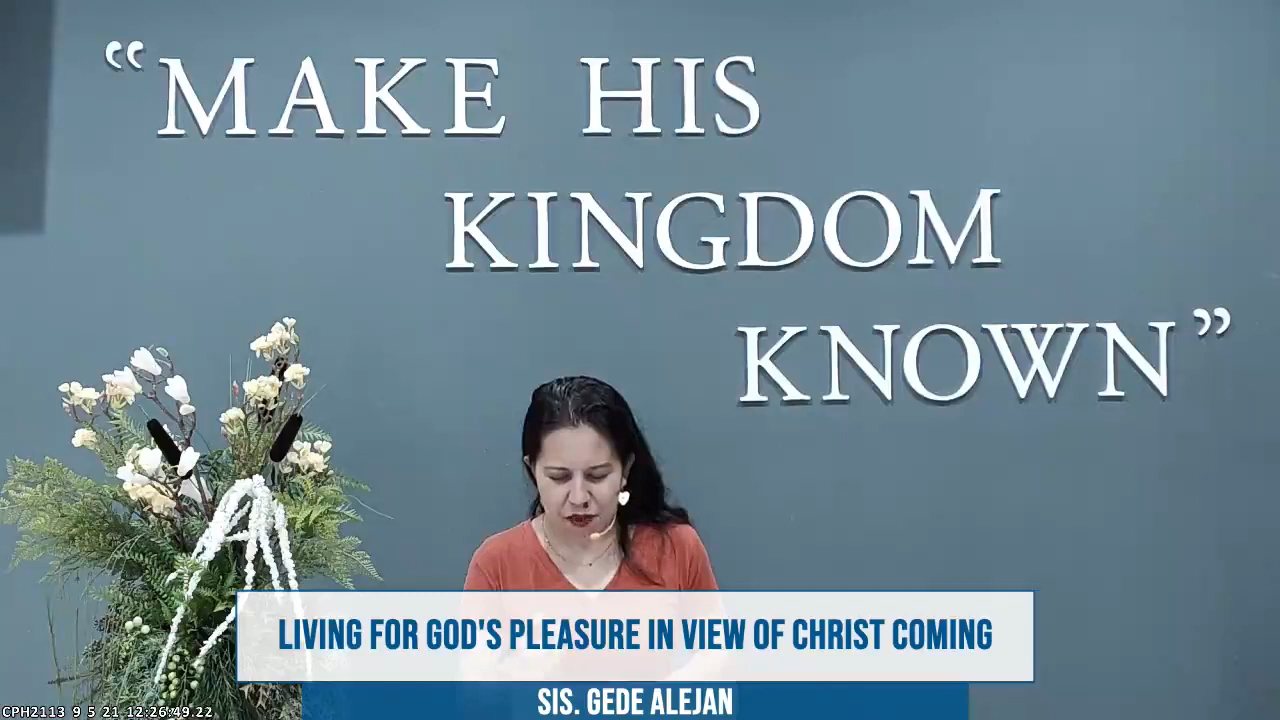 “MAKE HIS
KINGDOM
KNOWN”
LIVING FOR GOD'S PLEASURE IN VIEW OF CHRIST COMING
SIS. GEDE ALEJAN
CPH2113 9 5 21 12:26:49.22